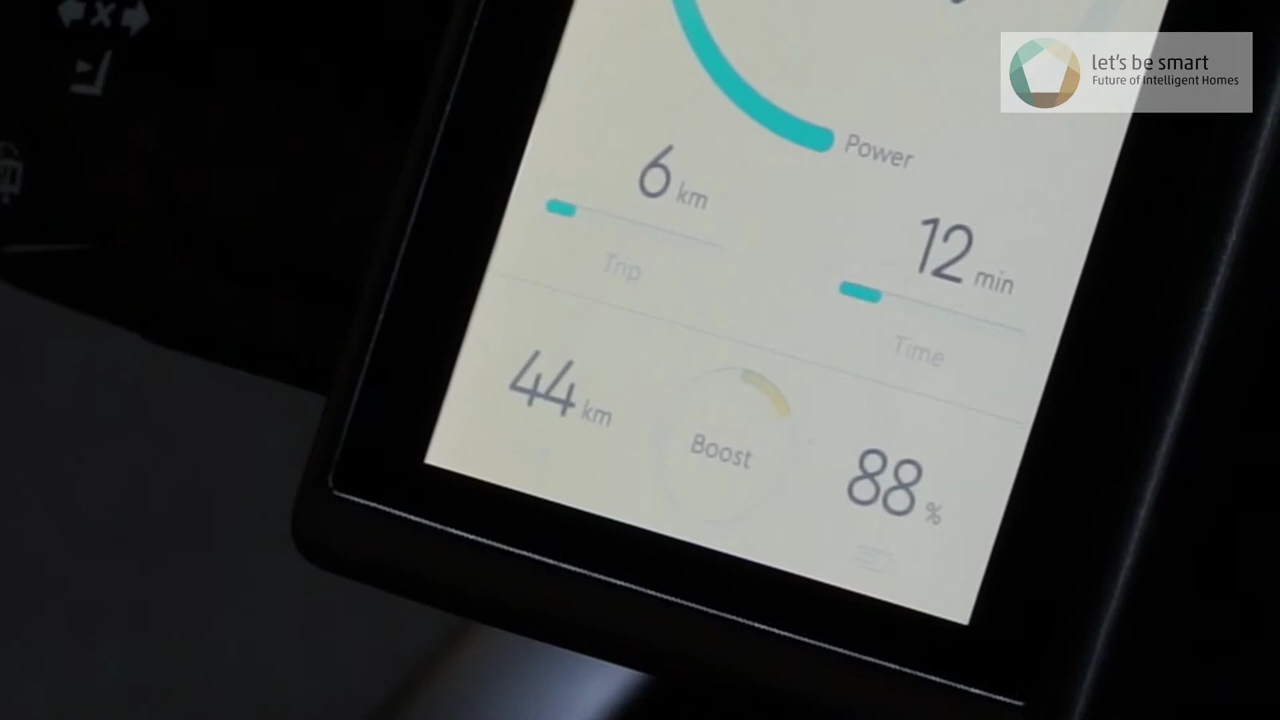 let's be smart
Future of Intelligent Homes
Power
6 km
12 min
Trip
Time
44 km
Boost
88 %